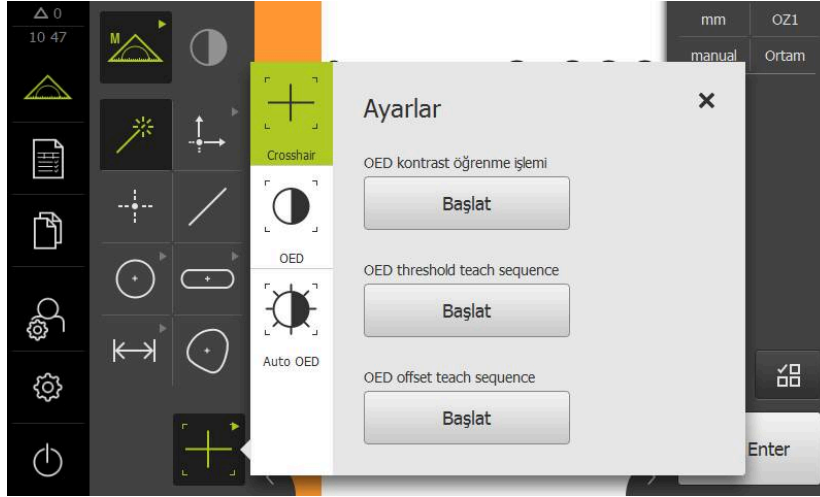 0
10 47
M
mm OZ1
manual Ortam
Crosshair
OED
Auto OED
Ayarlar
OED kontrast öğrenme işlemi
Başlat
OED threshold teach sequence
Başlat
OED offset teach sequence
Başlat
Enter